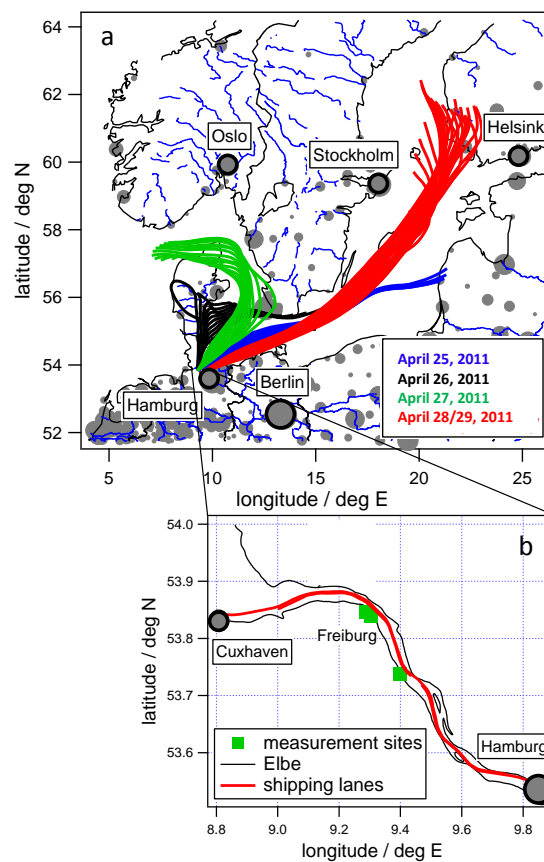 a
64
62
60
58
56
54
52
latitude / deg N
Oslo
Stockholm
Helsink
Berlin
Hamburg
April 25, 2011
April 26, 2011
April 27, 2011
April 28/29, 2011
5
10
15
20
25
longitude / deg E
b
54.0
53.9
53.8
53.7
53.6
latitude / deg N
Cuxhaven
Freiburg
Hamburg
measurement sites
Elbe
shipping lanes
8.8
9.0
9.2
9.4
9.6
9.8
longitude / deg E